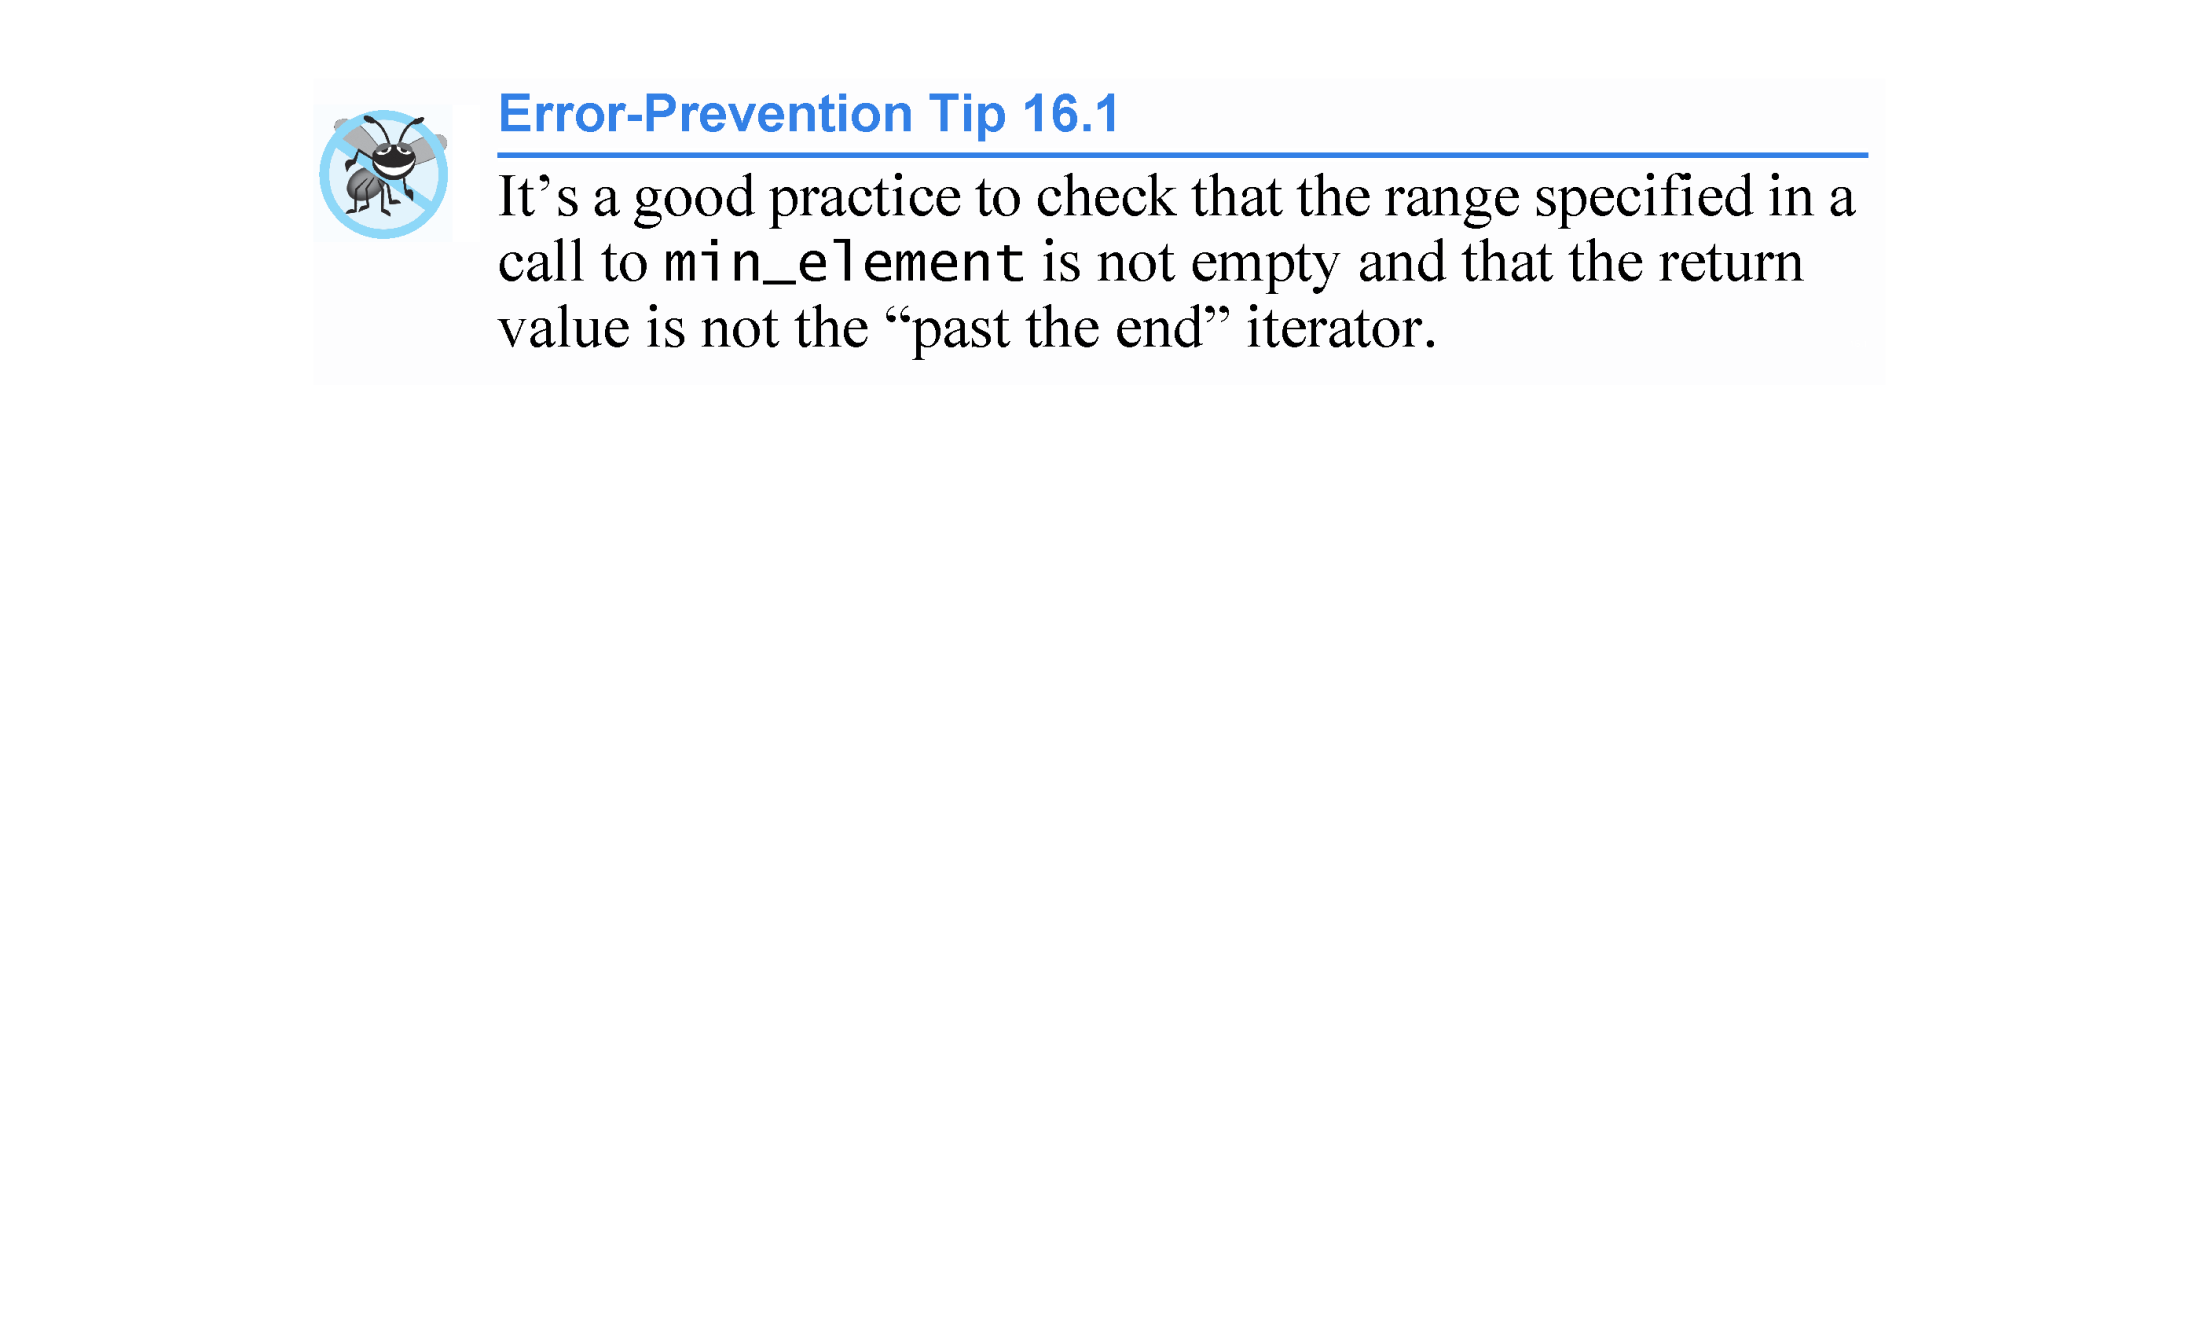 Error-Prevention Tip 16.1
It’s a good practice to check that the range specified in a
call to min_element is not empty and that the return
value is not the “past the end” iterator.